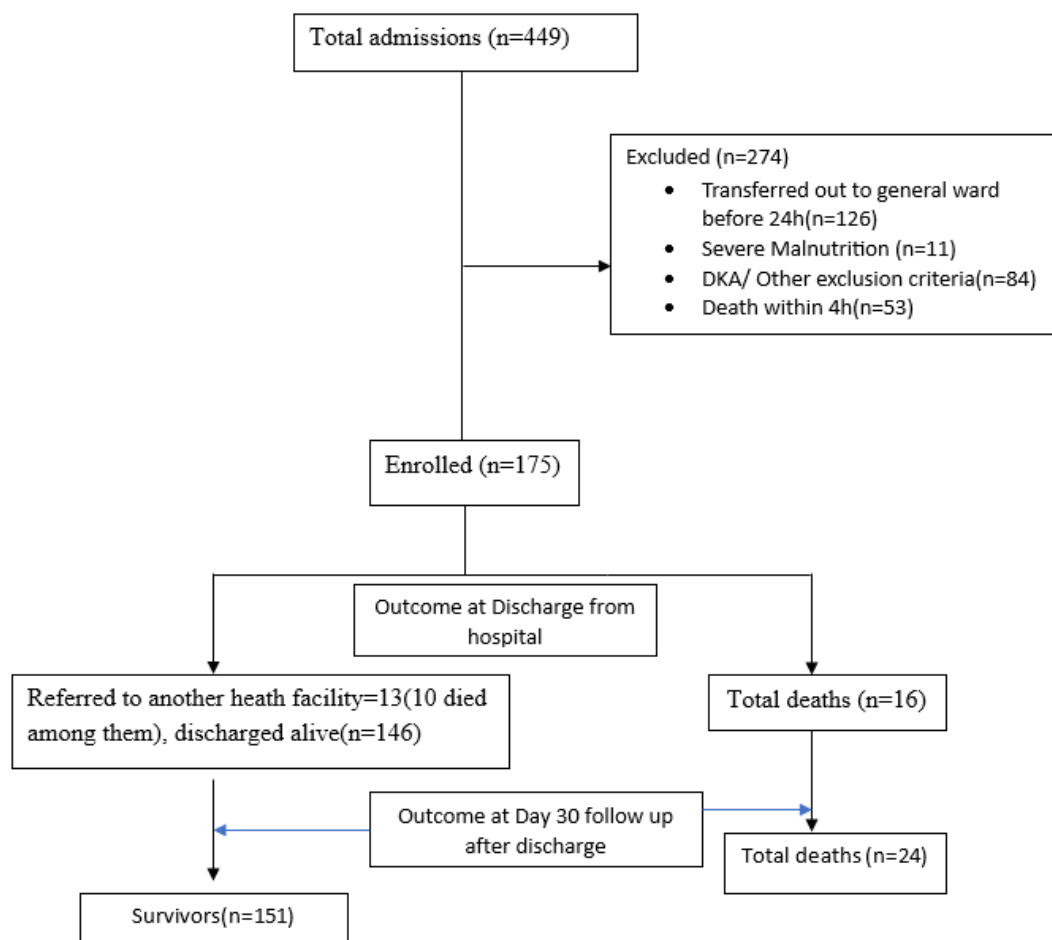 Total admissions (n=449)
Excluded (n=274)
• Transferred out to general ward
before 24h(n=126)
• Severe Malnutrition (n=11)
• DKA/ Other exclusion criteria(n=84)
• Death within 4h(n=53)
Enrolled (n=175)
Outcome at Discharge from
hospital
Referred to another heath facility=13(10 died
among them), discharged alive(n=146)
Total deaths (n=16)
Outcome at Day 30 follow up
after discharge
Total deaths (n=24)
Survivors(n=151)